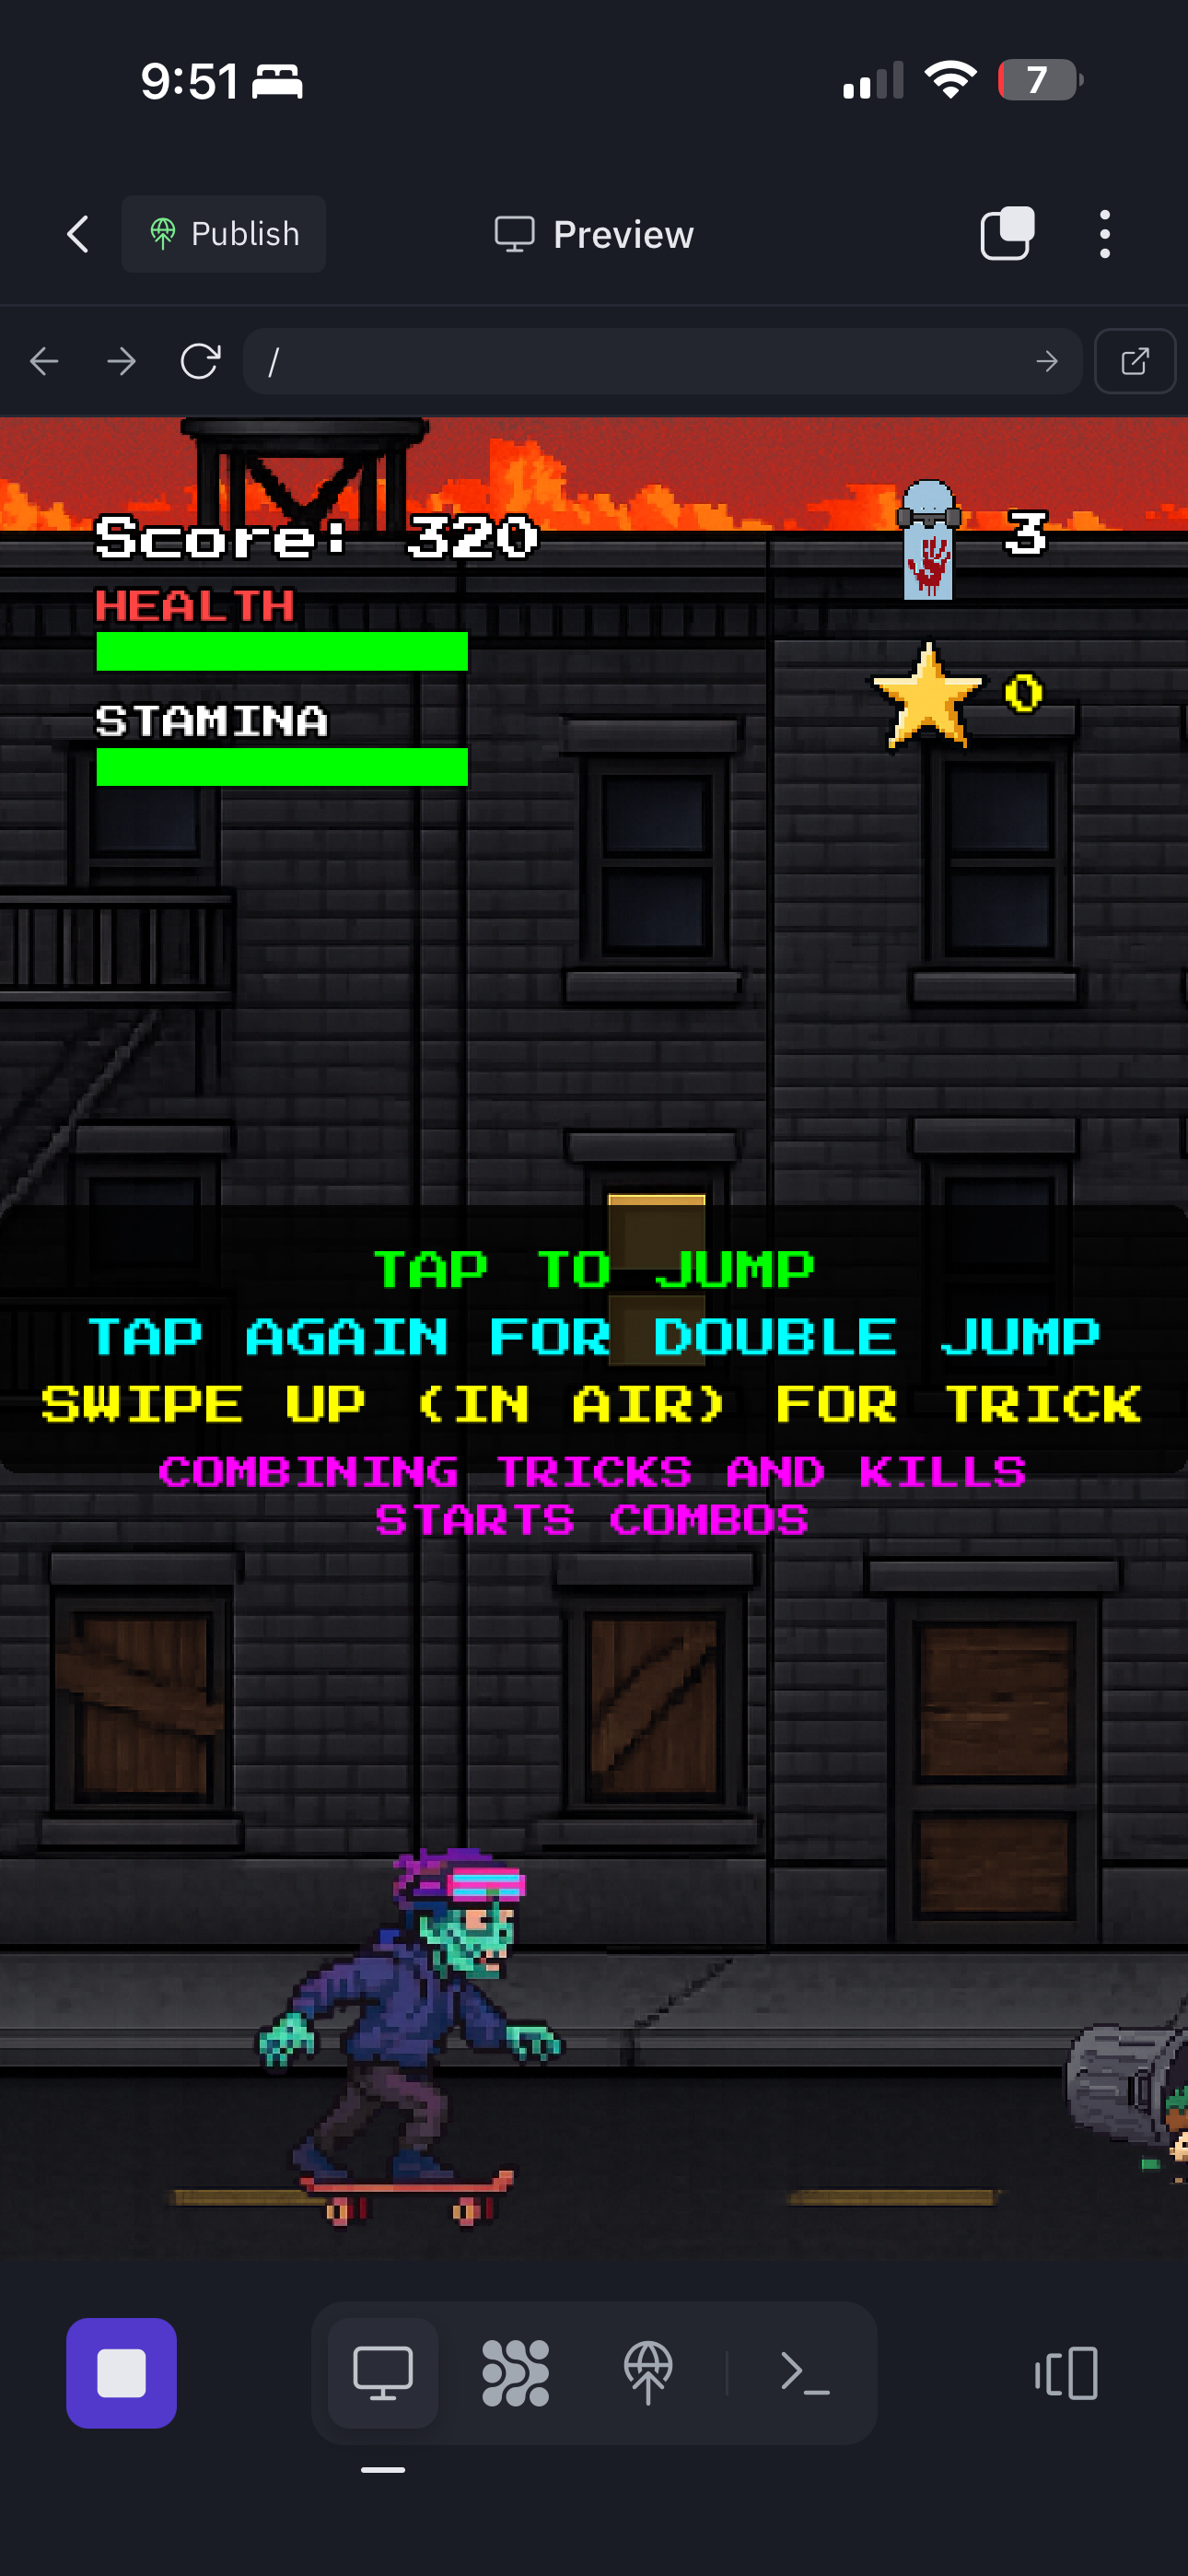 9:51
7
Publish
Preview
/
Score: 320
3
HEALTH
0
STAMINA
TAP TO JUMP
TAP AGAIN FOR DOUBLE JUMP
SWIPE UP (IN AIR) FOR TRICK
COMBINING TRICKS AND KILLS
STARTS COMBOS